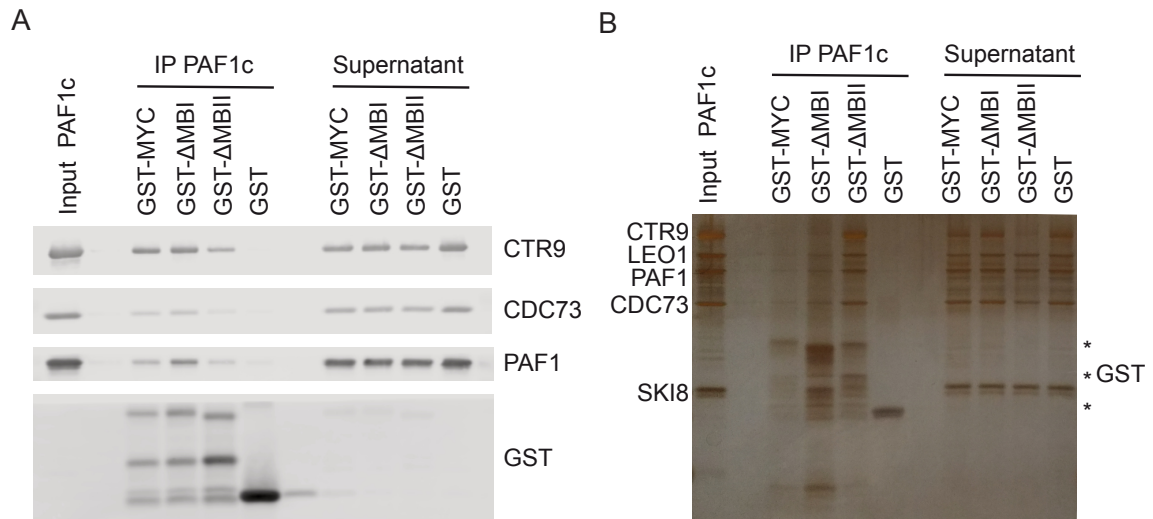 A
IP PAF1c
Supernatant
Input PAF1c
GST-MYC
GST-ΔMBI
GST-ΔMBII
GST
GST-MYC
GST-ΔMBI
GST-ΔMBII
GST
CTR9
CDC73
PAF1
GST
B
IP PAF1c
Supernatant
Input PAF1c
GST-MYC
GST-ΔMBI
GST-ΔMBII
GST
GST-MYC
GST-ΔMBI
GST-ΔMBII
GST
CTR9
LEO1
PAF1
CDC73
SKI8
*
* GST
*